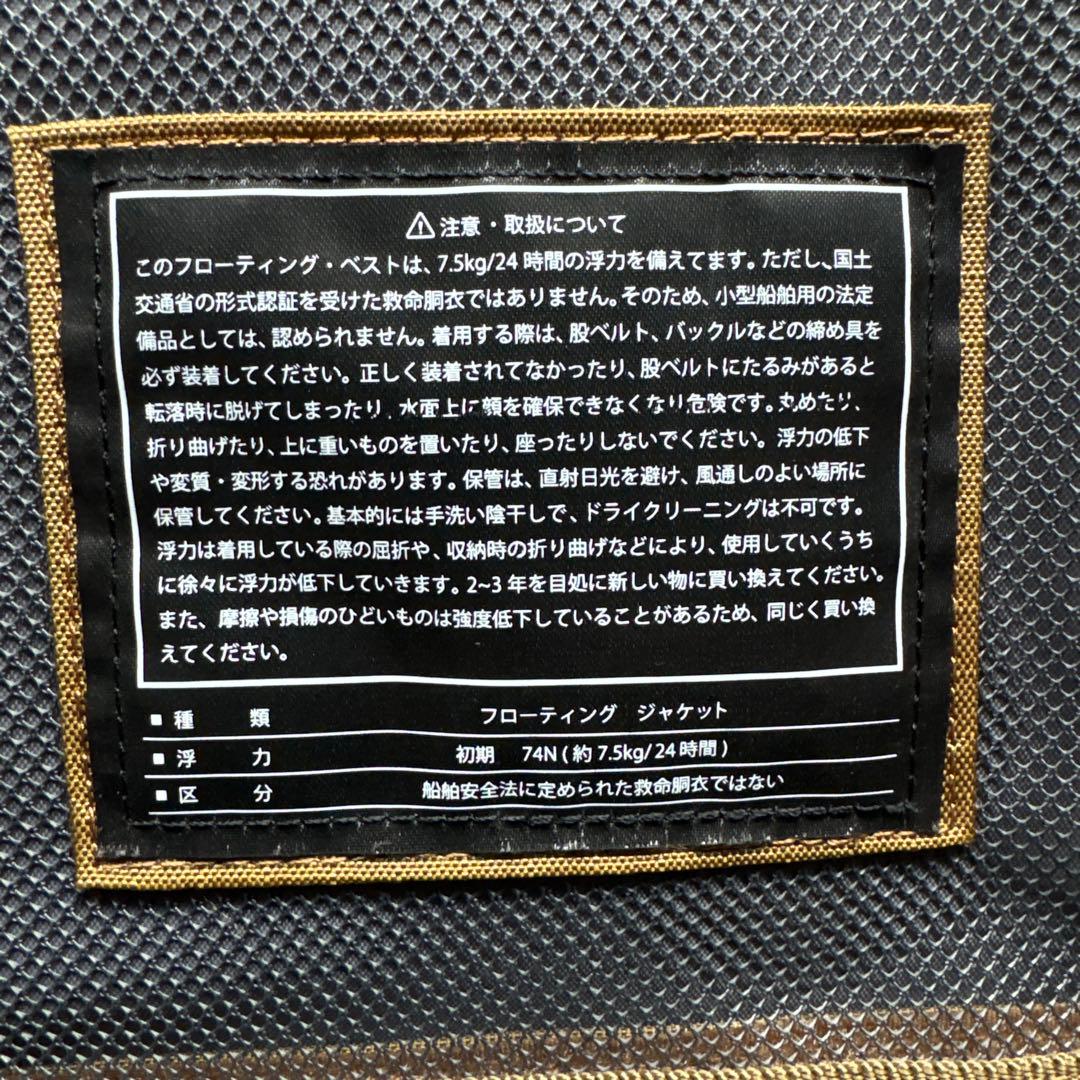 ⚠注意・取扱について
このフローティング・ベストは、7.5kg/24時間の浮力を備えてます。ただし、国土
交通省の形式認証を受けた救命胴衣ではありません。そのため、小型船舶用の法定
備品としては、認められません。着用する際は、股ベルト、バックルなどの締め具を
必ず装着してください。正しく装着されてなかったり、股ベルトにたるみがあると
転落時に脱げてしまったり、水面上に顔を確保できなくなり危険です。丸めたり、
折り曲げたり、上に重いものを置いたり、座ったりしないでください。浮力の低下
や変質・変形する恐れがあります。保管は、直射日光を避け、風通しのよい場所に
保管してください。基本的には手洗い陰干しで、ドライクリーニングは不可です。
浮力は着用している際の屈折や、収納時の折り曲げなどにより、使用していくうち
に徐々に浮力が低下していきます。2~3年を目処に新しい物に買い換えてください。
また、摩擦や損傷のひどいものは強度低下していることがあるため、同じく買い換
えてください。
■種　類　フローティング ジャケット
■浮　力　初期 74N(約7.5kg/24時間)
■区　分　船舶安全法に定められた救命胴衣ではない